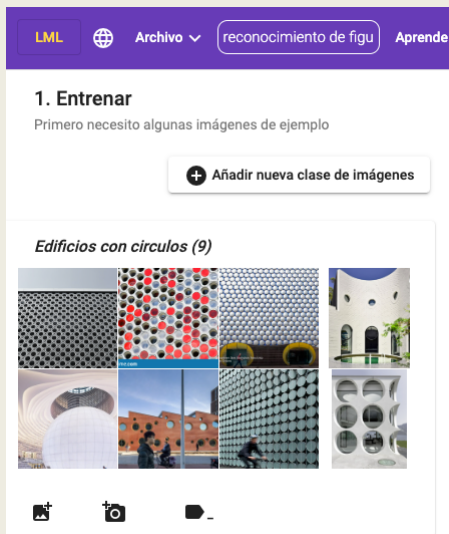 LML
Archivo
reconocimiento de figu
Aprende
1. Entrenar
Primero necesito algunas imágenes de ejemplo
Añadir nueva clase de imágenes
Edificios con circulos (9)